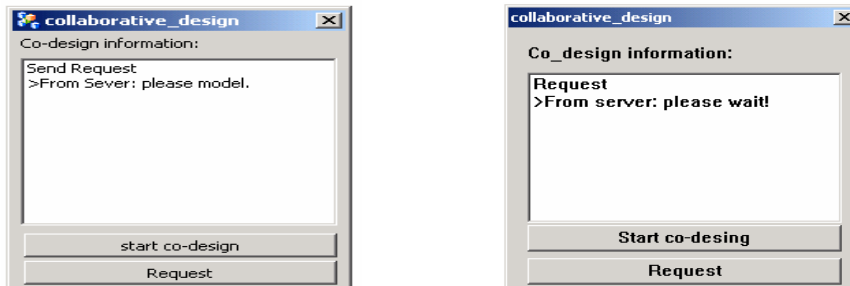 collaborative_design
Co-design information:
Send Request
>From Sever: please model.
start co-design
Request
collaborative_design
Co_design information:
Request
>From server: please wait!
Start co-desing
Request